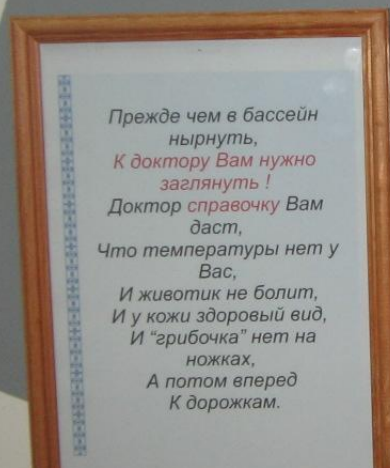 Прежде чем в бассейн
нырнуть,
К доктору Вам нужно
заглянуть !
Доктор справочку Вам
даст,
Что температуры нет у
Вас,
И животик не болит,
И у кожи здоровый вид,
И “грибочка” нет на
ножках,
А потом вперед
К дорожкам.